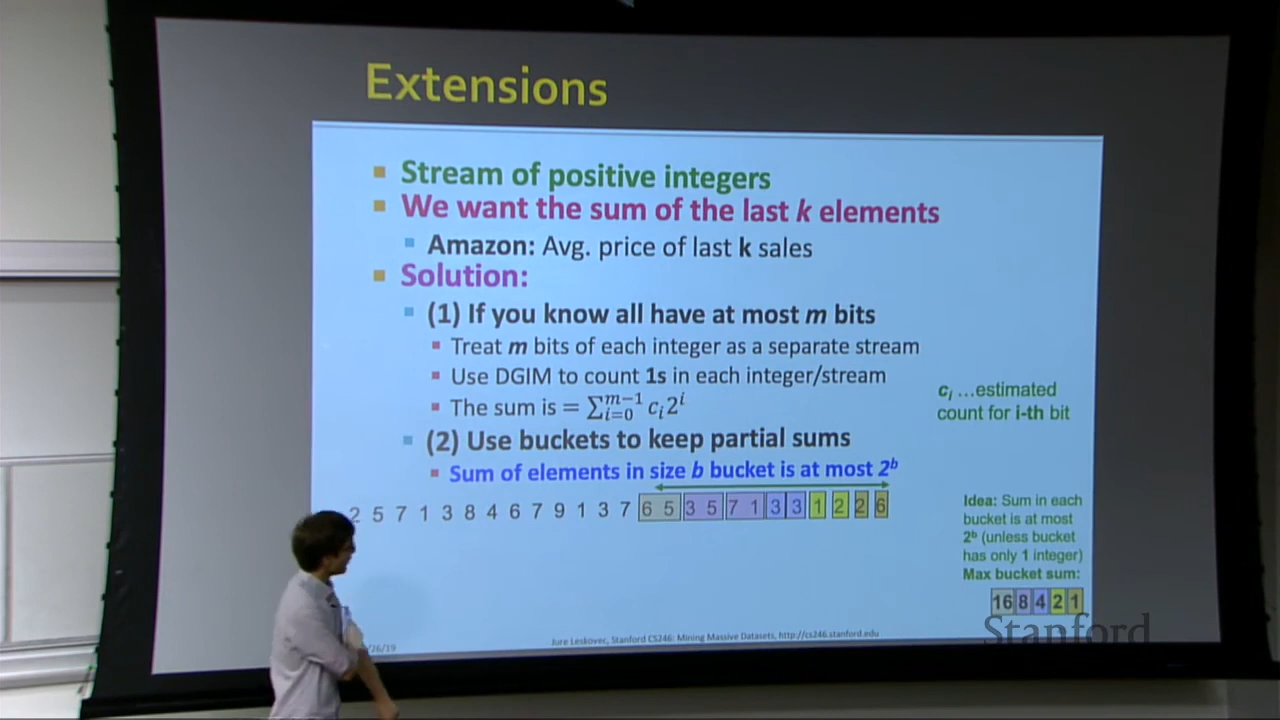 Extensions
Stream of positive integers
We want the sum of the last k elements
Amazon: Avg. price of last k sales
Solution:
(1) If you know all have at most m bits
Treat m bits of each integer as a separate stream
Use DGIM to count 1s in each integer/stream
The sum is = ∑_{i=0}^{m−1} c_i 2^i
c_i …estimated
count for i-th bit
(2) Use buckets to keep partial sums
Sum of elements in size b bucket is at most 2^b
2 5 7 1 3 8 4 6 7 9 1 3 7 6 5 3 5 7 1 3 3 1 2 2 6
Idea: Sum in each
bucket is at most
2^b (unless bucket
has only 1 integer)
Max bucket sum:
16 8 4 2 1
Stanford
/26/19
Jure Leskovec, Stanford CS246: Mining Massive Datasets, http://cs246.stanford.edu